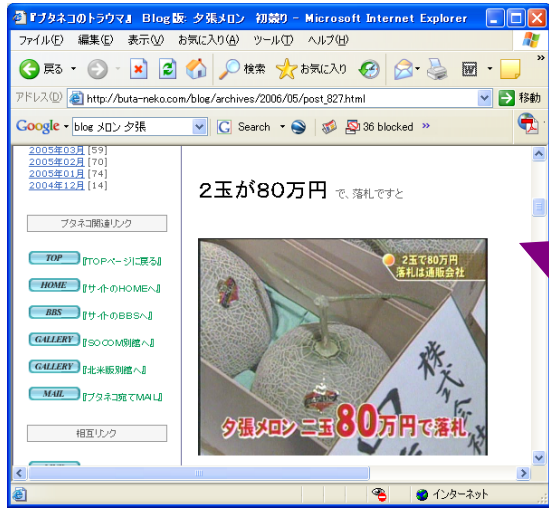 『ブタネコのトラウマ』 Blog版: 夕張メロン 初競り - Microsoft Internet Explorer
ファイル(F) 編集(E) 表示(V) お気に入り(A) ツール(T) ヘルプ(H)
戻る 検索 お気に入り
アドレス(D) http://buta-neko.com/blog/archives/2006/05/post_827.html 移動
Google blog メロン 夕張 Search 36 blocked
2005年03月 [59]
2005年02月 [70]
2005年01月 [74]
2004年12月 [14]
2玉が80万円 で、落札ですと
ブタネコ関連リンク
TOP 『TOPページに戻る』
HOME 『サイトのHOMEへ』
BBS 『サイトのBBSへ』
GALLERY 『SOCOM別館へ』
GALLERY 『北米版別館へ』
MAIL 『ブタネコ宛てMAIL』
相互リンク
2玉で80万円
落札は通販会社
株式会社
夕張メロン 二玉80万円で落札
インターネット